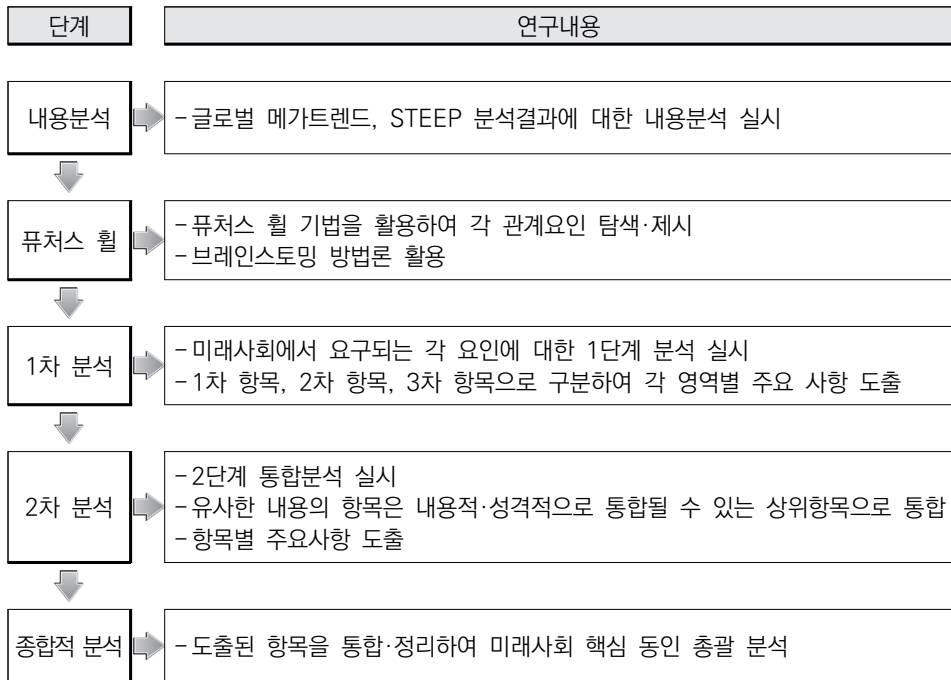 단계
연구내용
내용분석
-글로벌 메가트렌드, STEEP 분석결과에 대한 내용분석 실시
퓨처스 휠
-퓨처스 휠 기법을 활용하여 각 관계요인 탐색·제시
-브레인스토밍 방법론 활용
1차 분석
-미래사회에서 요구되는 각 요인에 대한 1단계 분석 실시
-1차 항목, 2차 항목, 3차 항목으로 구분하여 각 영역별 주요 사항 도출
2차 분석
-2단계 통합분석 실시
-유사한 내용의 항목은 내용적·성격적으로 통합될 수 있는 상위항목으로 통합
-항목별 주요사항 도출
종합적 분석
-도출된 항목을 통합·정리하여 미래사회 핵심 동인 총괄 분석